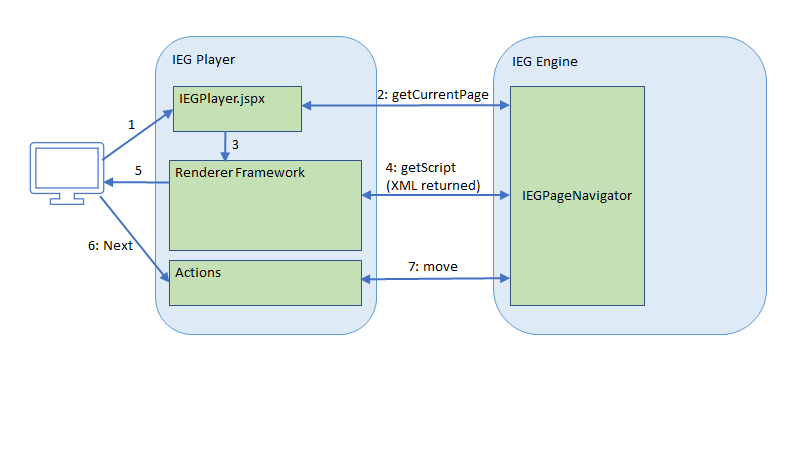 IEG Player
IEG Engine
IEGPlayer.jspx
2: getCurrentPage
1
3
Renderer Framework
5
4: getScript
(XML returned)
IEGPageNavigator
6: Next
Actions
7: move